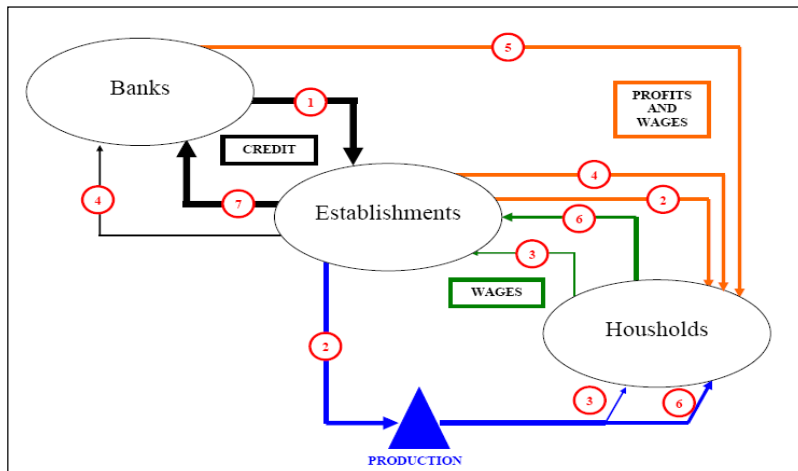 5
Banks
PROFITS
AND
WAGES
1
CREDIT
4
4
7
2
Establishments
6
3
WAGES
Housholds
2
3
6
PRODUCTION